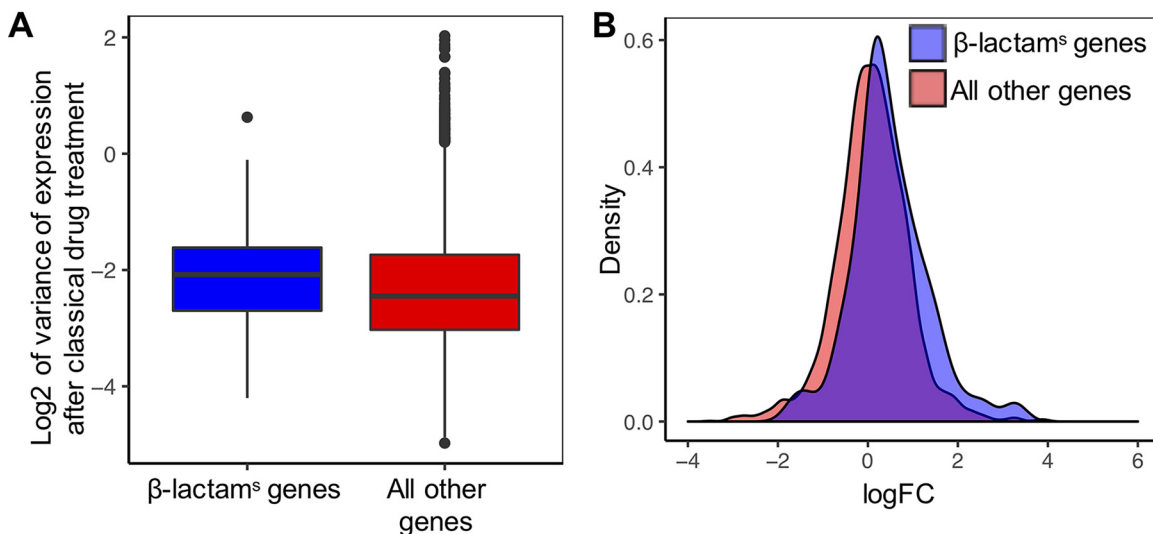 A
Log2 of variance of expression
after classical drug treatment
2
0
−2
−4
β-lactamˢ genes
All other
genes
B
Density
0.6
0.4
0.2
0.0
β-lactamˢ genes
All other genes
−4 −2 0 2 4 6
logFC